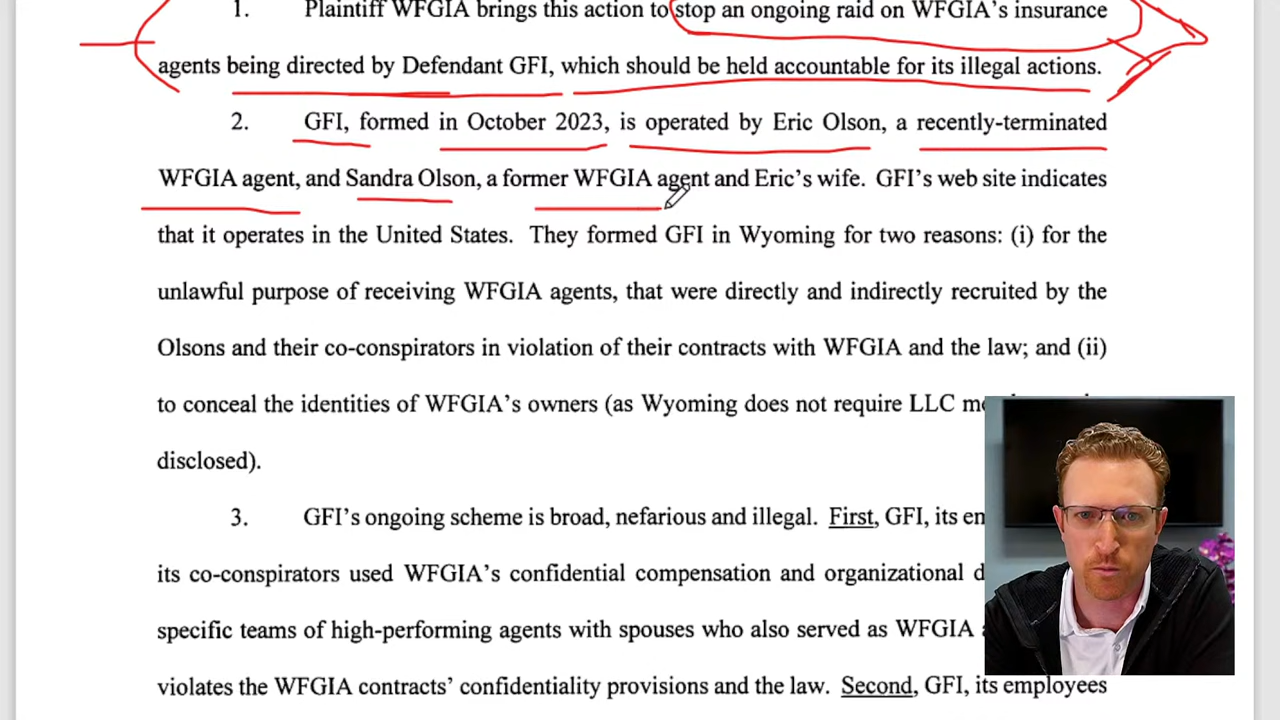 1. Plaintiff WFGIA brings this action to stop an ongoing raid on WFGIA's insurance
agents being directed by Defendant GFI, which should be held accountable for its illegal actions.
2. GFI, formed in October 2023, is operated by Eric Olson, a recently-terminated
WFGIA agent, and Sandra Olson, a former WFGIA agent and Eric's wife. GFI's web site indicates
that it operates in the United States. They formed GFI in Wyoming for two reasons: (i) for the
unlawful purpose of receiving WFGIA agents, that were directly and indirectly recruited by the
Olsons and their co-conspirators in violation of their contracts with WFGIA and the law; and (ii)
to conceal the identities of WFGIA's owners (as Wyoming does not require LLC
disclosed).
3. GFI's ongoing scheme is broad, nefarious and illegal. First, GFI, its
its co-conspirators used WFGIA's confidential compensation and organizational
specific teams of high-performing agents with spouses who also served as WFGIA
violates the WFGIA contracts' confidentiality provisions and the law. Second, GFI, its employees